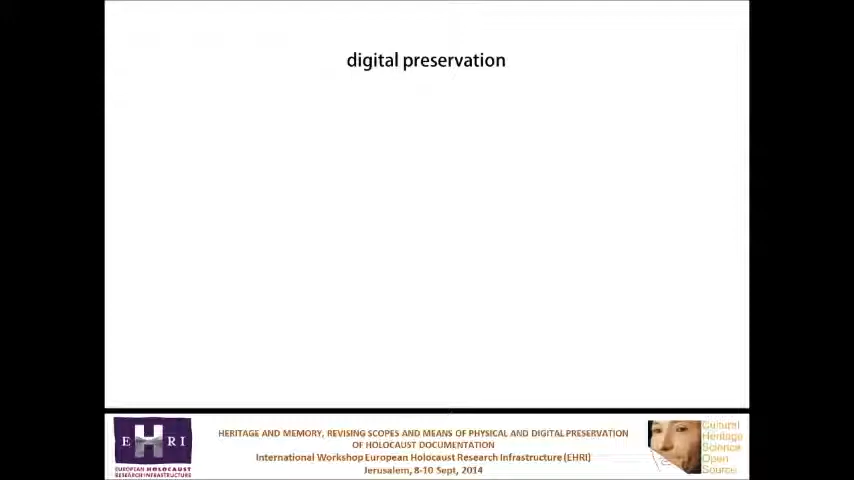 digital preservation
HERITAGE AND MEMORY, REVISING SCOPES AND MEANS OF PHYSICAL AND DIGITAL PRESERVATION
OF HOLOCAUST DOCUMENTATION
International Workshop European Holocaust Research Infrastructure (EHRI)
Jerusalem, 8-10 Sept, 2014
E H RI
EUROPEAN HOLOCAUST
RESEARCH INFRASTRUCTURE
Cultural
Heritage
Science
Open
Source